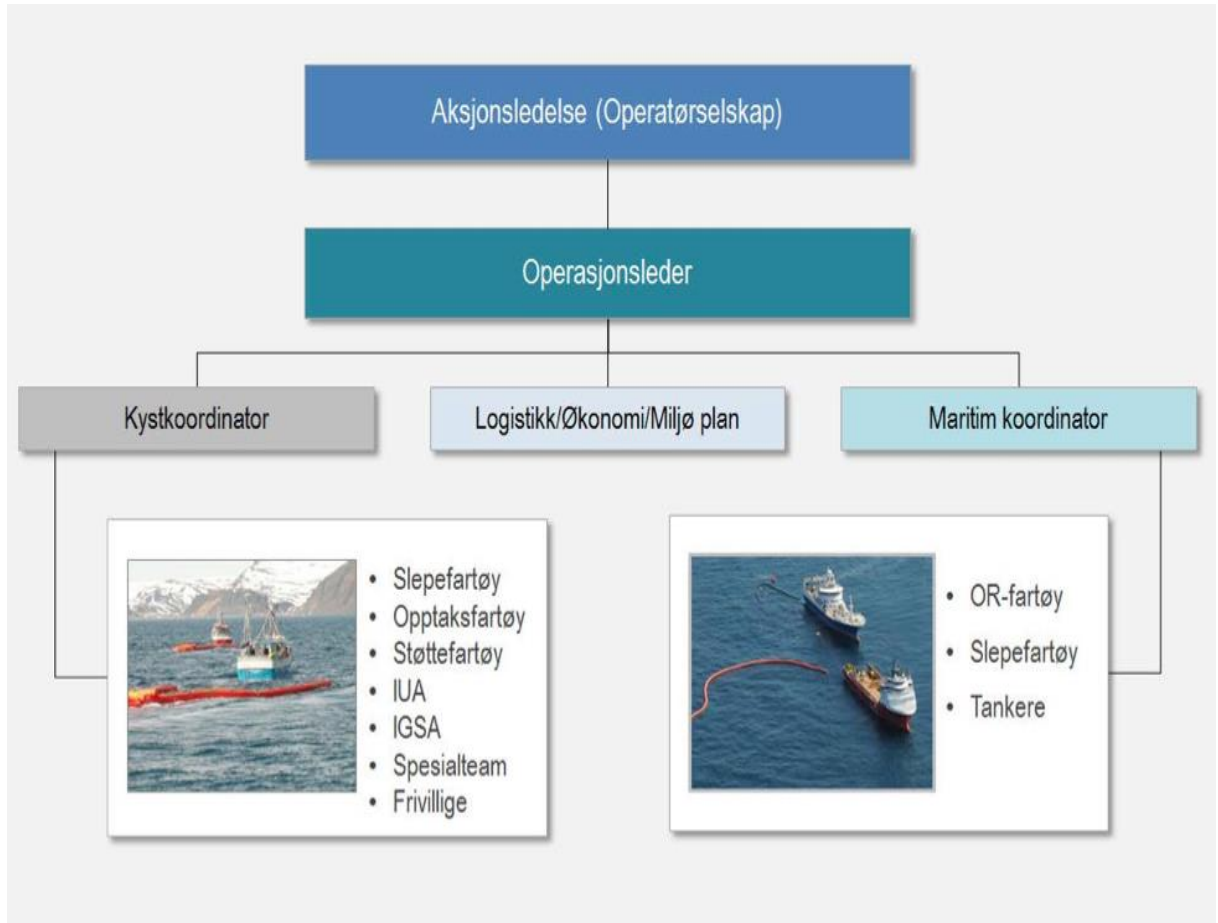 Aksjonsledelse (Operatørselskap)
Operasjonsleder
Kystkoordinator
Logistikk/Økonomi/Miljø plan
Maritim koordinator
• Slepefartøy
• Opptaksfartøy
• Støttefartøy
• IUA
• IGSA
• Spesialteam
• Frivillige
• OR-fartøy
• Slepefartøy
• Tankere